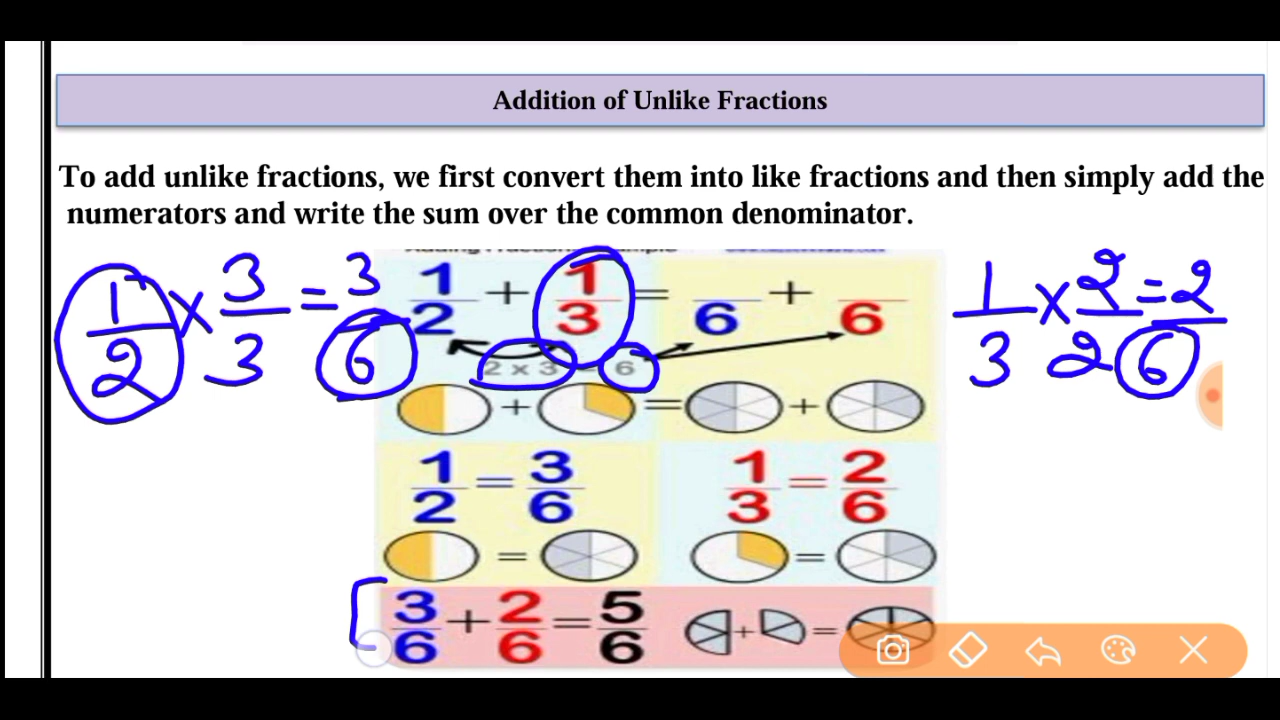 Addition of Unlike Fractions
To add unlike fractions, we first convert them into like fractions and then simply add the
numerators and write the sum over the common denominator.
1/2 × 3/3 = 3/6
1/2 + 1/3 = /6 + /6
1/3 × 2/2 = 2/6
2 x 3 = 6
+ = +
1/2 = 3/6
1/3 = 2/6
= =
3/6 + 2/6 = 5/6
+ =